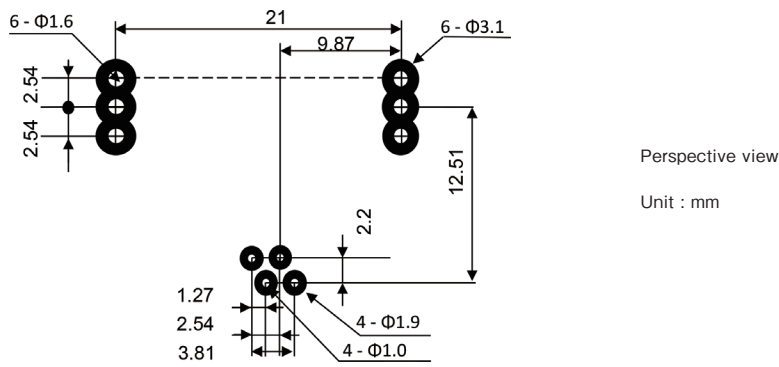 6 - Φ1.6
21
6 - Φ3.1
9.87
2.54
2.54
12.51
Perspective view
Unit : mm
2.2
1.27
2.54
3.81
4 - Φ1.9
4 - Φ1.0